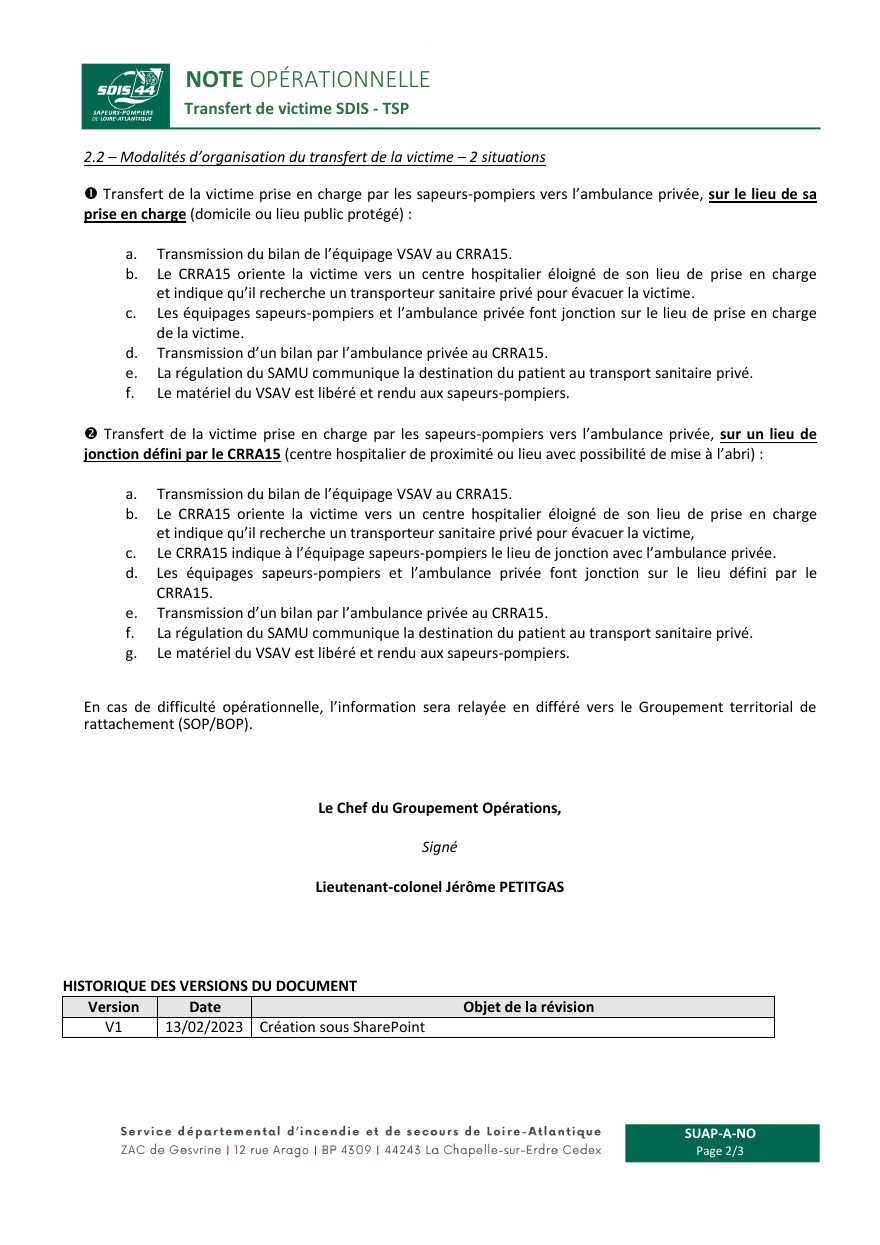 SDIS 44
SAPEURS-POMPIERS
DE LOIRE-ATLANTIQUE
NOTE OPÉRATIONNELLE
Transfert de victime SDIS - TSP
2.2 – Modalités d’organisation du transfert de la victime – 2 situations
❶ Transfert de la victime prise en charge par les sapeurs-pompiers vers l’ambulance privée, sur le lieu de sa
prise en charge (domicile ou lieu public protégé) :
a. Transmission du bilan de l’équipage VSAV au CRRA15.
b. Le CRRA15 oriente la victime vers un centre hospitalier éloigné de son lieu de prise en charge
et indique qu’il recherche un transporteur sanitaire privé pour évacuer la victime.
c. Les équipages sapeurs-pompiers et l’ambulance privée font jonction sur le lieu de prise en charge
de la victime.
d. Transmission d’un bilan par l’ambulance privée au CRRA15.
e. La régulation du SAMU communique la destination du patient au transport sanitaire privé.
f. Le matériel du VSAV est libéré et rendu aux sapeurs-pompiers.
❷ Transfert de la victime prise en charge par les sapeurs-pompiers vers l’ambulance privée, sur un lieu de
jonction défini par le CRRA15 (centre hospitalier de proximité ou lieu avec possibilité de mise à l’abri) :
a. Transmission du bilan de l’équipage VSAV au CRRA15.
b. Le CRRA15 oriente la victime vers un centre hospitalier éloigné de son lieu de prise en charge
et indique qu’il recherche un transporteur sanitaire privé pour évacuer la victime,
c. Le CRRA15 indique à l’équipage sapeurs-pompiers le lieu de jonction avec l’ambulance privée.
d. Les équipages sapeurs-pompiers et l’ambulance privée font jonction sur le lieu défini par le
CRRA15.
e. Transmission d’un bilan par l’ambulance privée au CRRA15.
f. La régulation du SAMU communique la destination du patient au transport sanitaire privé.
g. Le matériel du VSAV est libéré et rendu aux sapeurs-pompiers.
En cas de difficulté opérationnelle, l’information sera relayée en différé vers le Groupement territorial de
rattachement (SOP/BOP).
Le Chef du Groupement Opérations,
Signé
Lieutenant-colonel Jérôme PETITGAS
HISTORIQUE DES VERSIONS DU DOCUMENT
Version Date Objet de la révision
V1 13/02/2023 Création sous SharePoint
Service départemental d’incendie et de secours de Loire-Atlantique
ZAC de Gesvrine | 12 rue Arago | BP 4309 | 44243 La Chapelle-sur-Erdre Cedex
SUAP-A-NO
Page 2/3